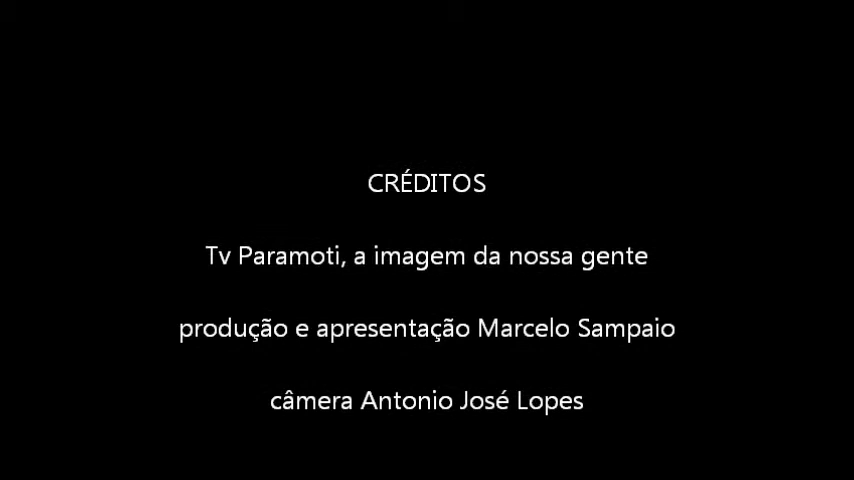 CRÉDITOS
Tv Paramoti, a imagem da nossa gente
produção e apresentação Marcelo Sampaio
câmera Antonio José Lopes